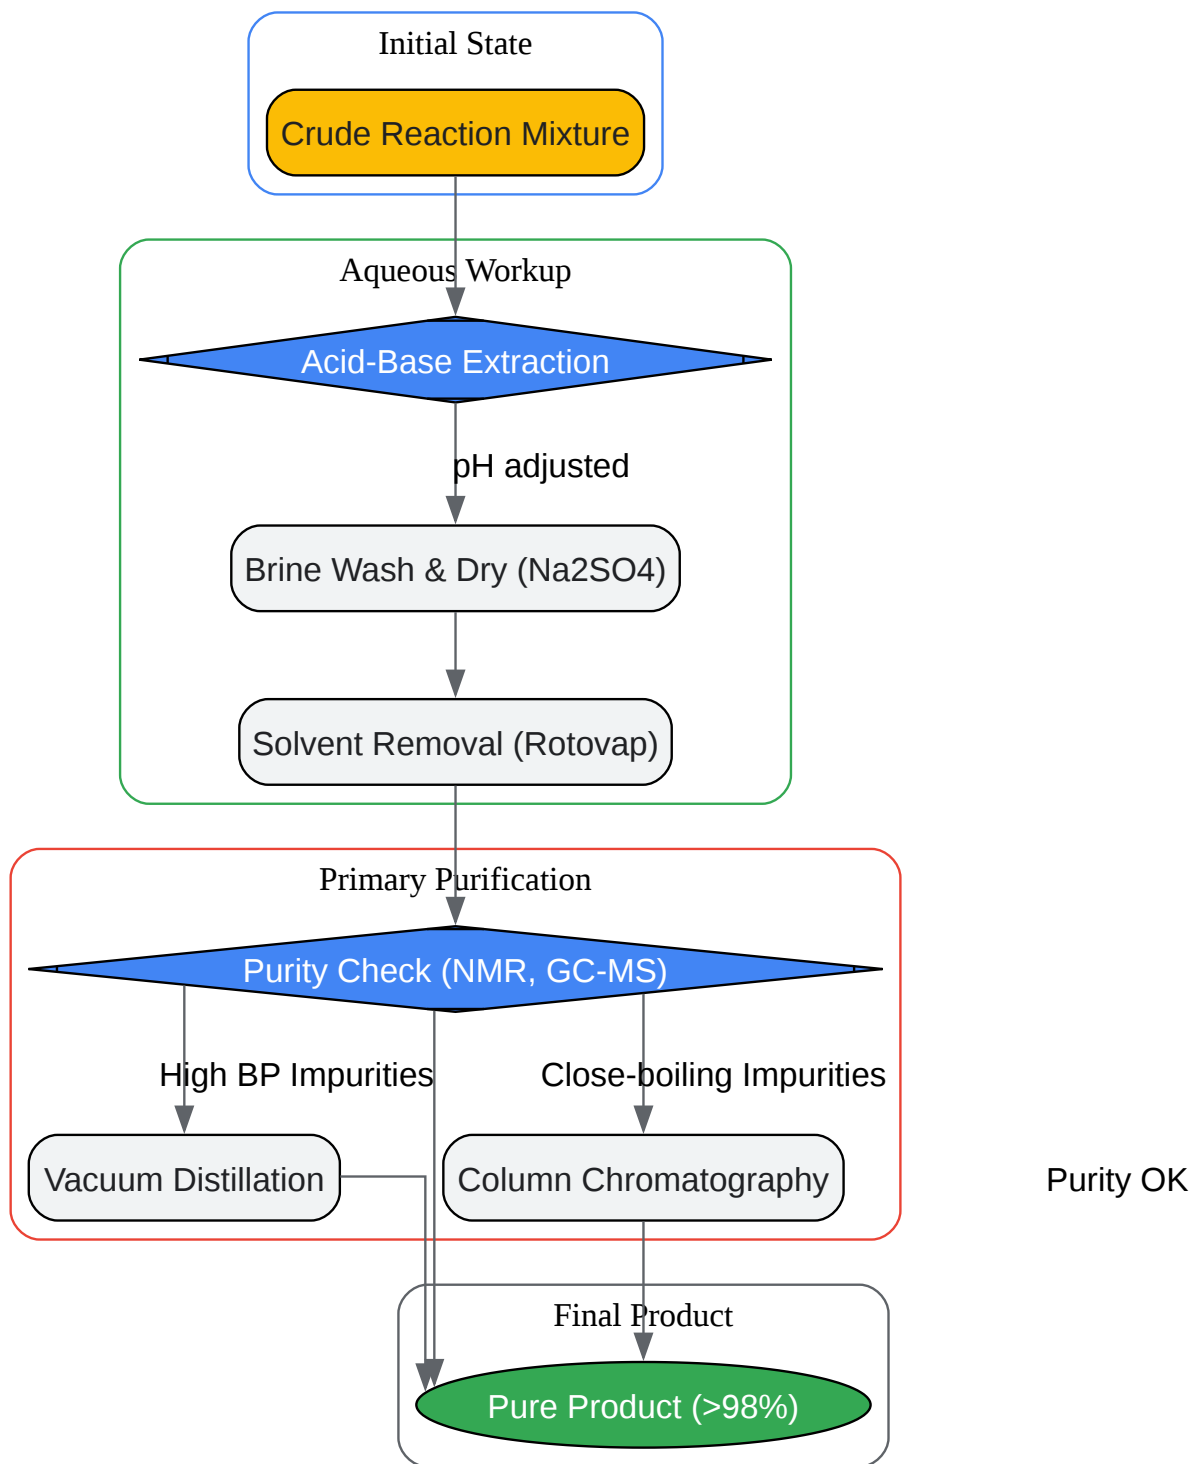 Initial State
Crude Reaction Mixture
Aqueous Workup
Acid-Base Extraction
pH adjusted
Brine Wash & Dry (Na2SO4)
Solvent Removal (Rotovap)
Primary Purification
Purity Check (NMR, GC-MS)
High BP Impurities
Close-boiling Impurities
Vacuum Distillation
Column Chromatography
Purity OK
Final Product
Pure Product (>98%)